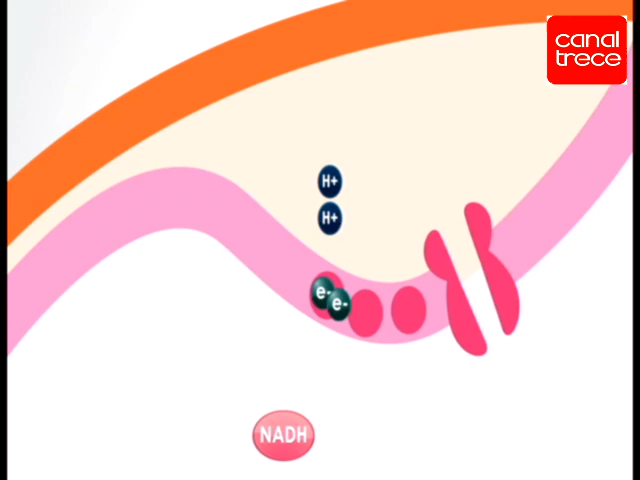 canal
trece
H+
H+
e-
e-
NADH